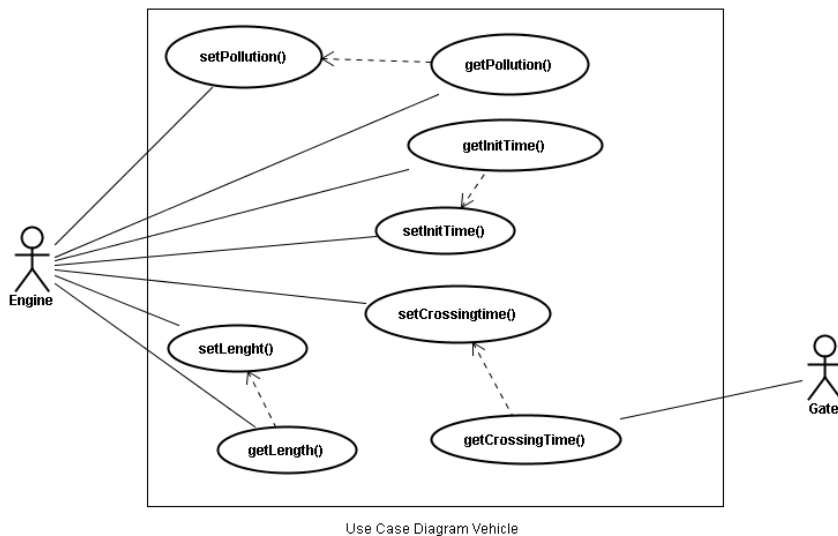 setPollution()
getPollution()
getInitTime()
setInitTime()
Engine
setCrossingtime()
setLenght()
Gate
getCrossingTime()
getLength()
Use Case Diagram Vehicle